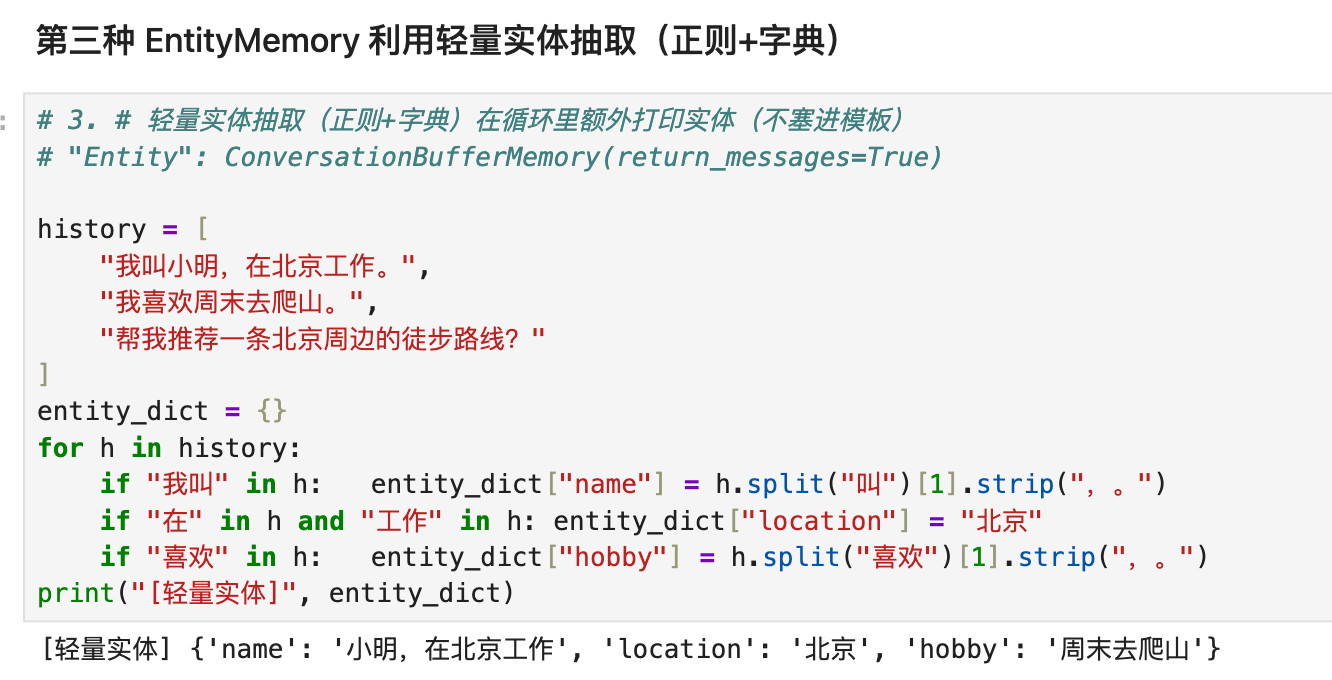 第三种 EntityMemory 利用轻量实体抽取（正则+字典）
:
# 3. # 轻量实体抽取（正则+字典）在循环里额外打印实体（不塞进模板）
# "Entity": ConversationBufferMemory(return_messages=True)
history = [
    "我叫小明，在北京工作。",
    "我喜欢周末去爬山。",
    "帮我推荐一条北京周边的徒步路线？"
]
entity_dict = {}
for h in history:
    if "我叫" in h:   entity_dict["name"] = h.split("叫")[1].strip("，。")
    if "在" in h and "工作" in h: entity_dict["location"] = "北京"
    if "喜欢" in h:   entity_dict["hobby"] = h.split("喜欢")[1].strip("，。")
print("[轻量实体]", entity_dict)
[轻量实体] {'name': '小明，在北京工作', 'location': '北京', 'hobby': '周末去爬山'}